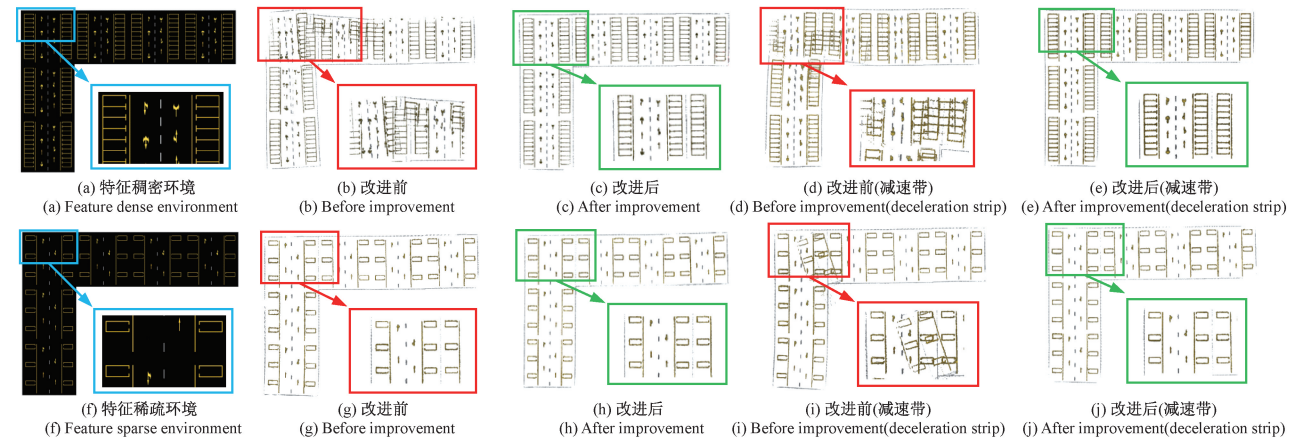 (a) 特征稠密环境
(a) Feature dense environment
(b) 改进前
(b) Before improvement
(c) 改进后
(c) After improvement
(d) 改进前(减速带)
(d) Before improvement(deceleration strip)
(e) 改进后(减速带)
(e) After improvement(deceleration strip)
(f) 特征稀疏环境
(f) Feature sparse environment
(g) 改进前
(g) Before improvement
(h) 改进后
(h) After improvement
(i) 改进前(减速带)
(i) Before improvement(deceleration strip)
(j) 改进后(减速带)
(j) After improvement(deceleration strip)